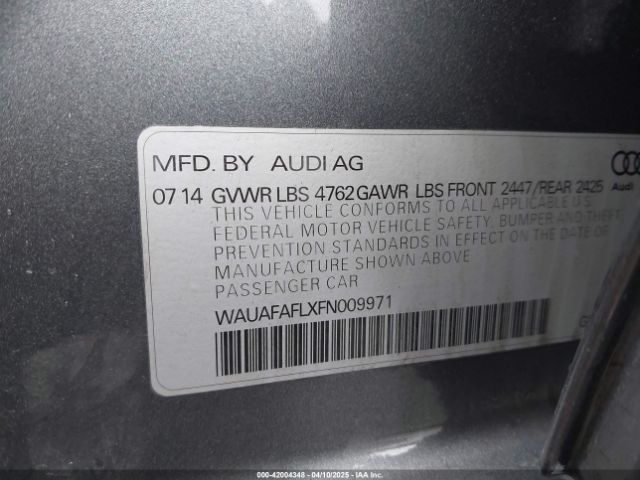 MFD. BY AUDI AG
07 14 GVWR LBS 4762 GAWR LBS FRONT 2447/REAR 2425
THIS VEHICLE CONFORMS TO ALL APPLICABLE U.S.
FEDERAL MOTOR VEHICLE SAFETY, BUMPER AND THEFT
PREVENTION STANDARDS IN EFFECT ON THE DATE OF
MANUFACTURE SHOWN ABOVE
PASSENGER CAR
WAUAFAFLXFN009971
Audi
G
000-42004348 - 04/10/2025 - IAA Inc.